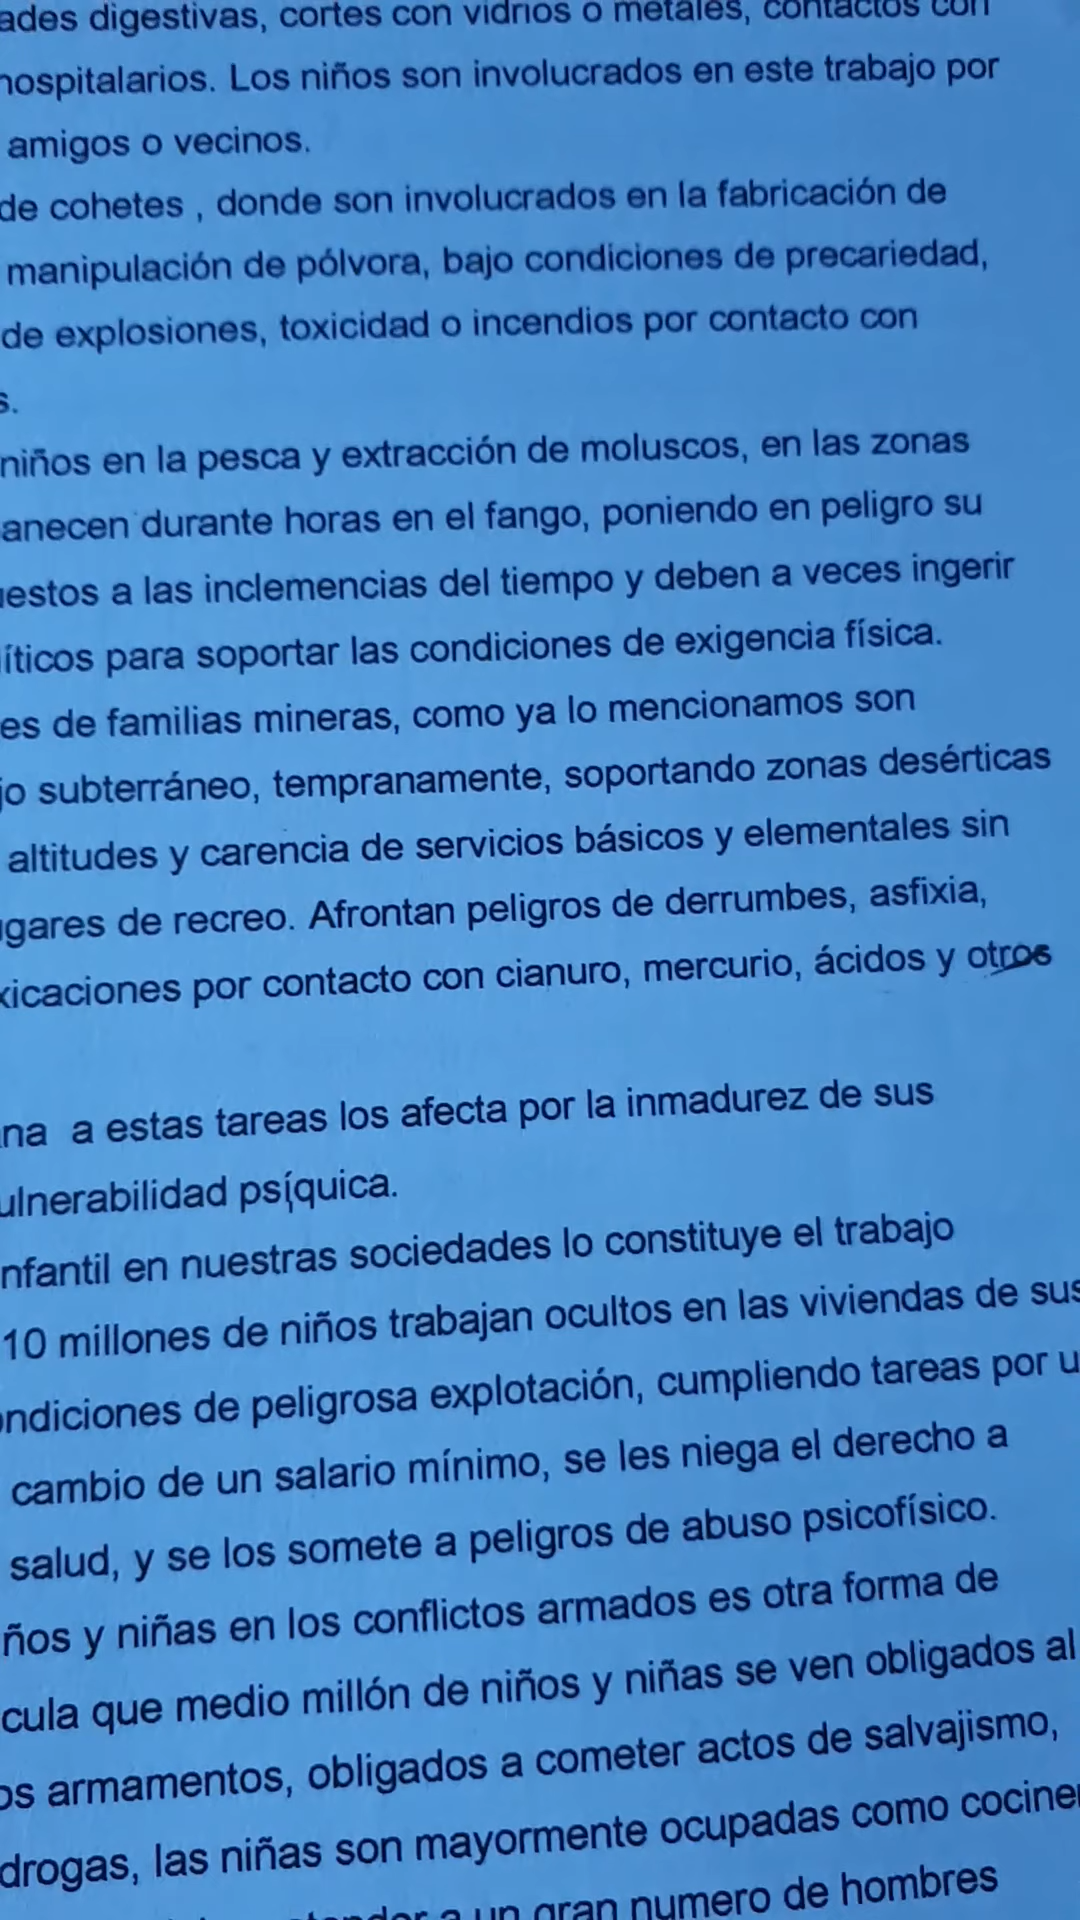 ades digestivas, cortes con vidrios o metales, contactos con
hospitalarios. Los niños son involucrados en este trabajo por
amigos o vecinos.
de cohetes , donde son involucrados en la fabricación de
manipulación de pólvora, bajo condiciones de precariedad,
de explosiones, toxicidad o incendios por contacto con
s.
niños en la pesca y extracción de moluscos, en las zonas
anecen durante horas en el fango, poniendo en peligro su
uestos a las inclemencias del tiempo y deben a veces ingerir
íticos para soportar las condiciones de exigencia física.
es de familias mineras, como ya lo mencionamos son
jo subterráneo, tempranamente, soportando zonas desérticas
altitudes y carencia de servicios básicos y elementales sin
ugares de recreo. Afrontan peligros de derrumbes, asfixia,
xicaciones por contacto con cianuro, mercurio, ácidos y otros
na a estas tareas los afecta por la inmadurez de sus
ulnerabilidad psíquica.
nfantil en nuestras sociedades lo constituye el trabajo
10 millones de niños trabajan ocultos en las viviendas de sus
ondiciones de peligrosa explotación, cumpliendo tareas por u
cambio de un salario mínimo, se les niega el derecho a
salud, y se los somete a peligros de abuso psicofísico.
ños y niñas en los conflictos armados es otra forma de
cula que medio millón de niños y niñas se ven obligados al
os armamentos, obligados a cometer actos de salvajismo,
drogas, las niñas son mayormente ocupadas como cociner
a un gran numero de hombres